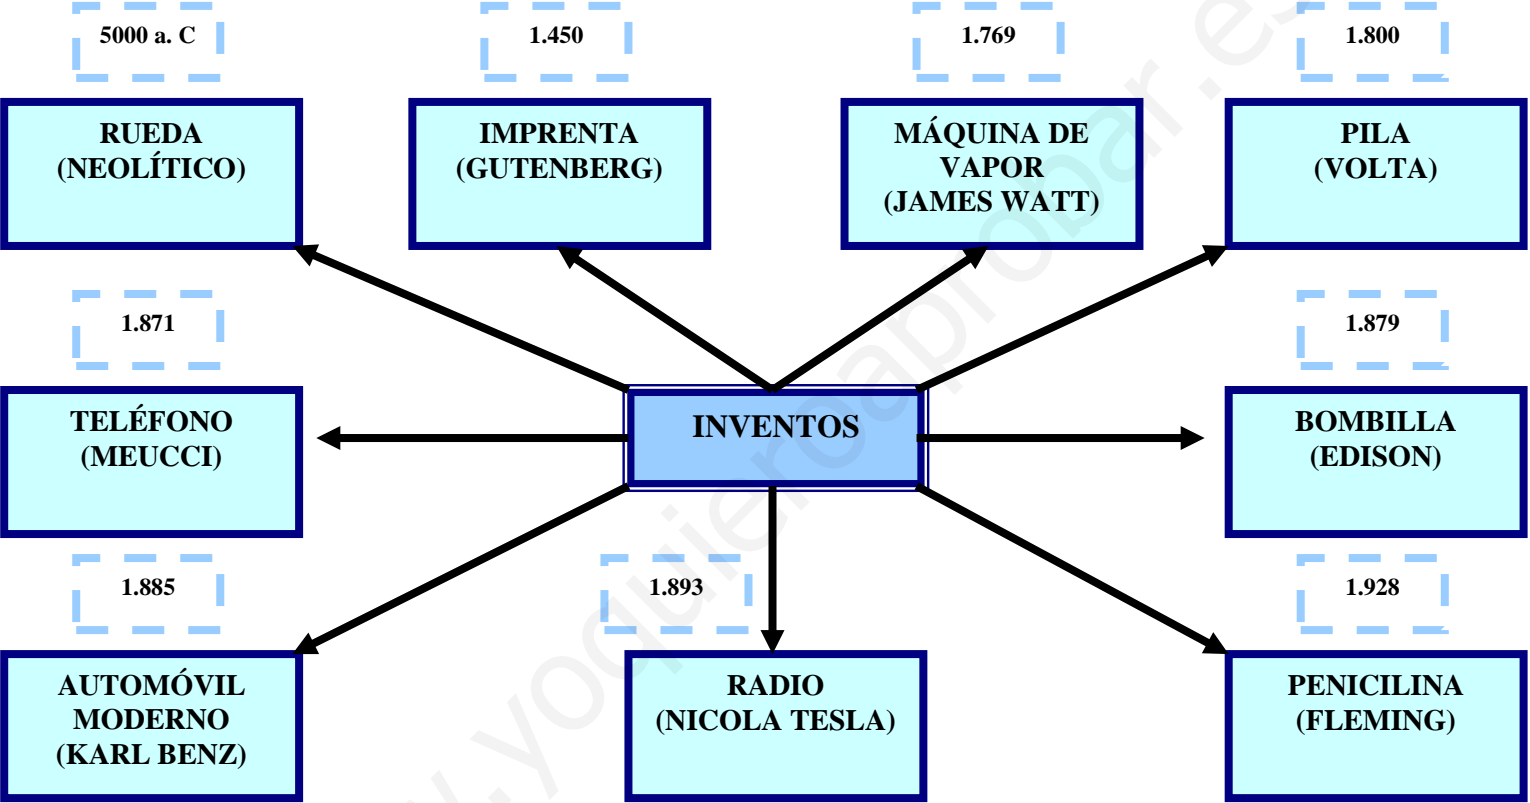 5000 a. C
1.450
1.769
1.800
RUEDA
(NEOLÍTICO)
IMPRENTA
(GUTENBERG)
MÁQUINA DE
VAPOR
(JAMES WATT)
PILA
(VOLTA)
1.871
1.879
TELÉFONO
(MEUCCI)
INVENTOS
BOMBILLA
(EDISON)
1.885
1.893
1.928
AUTOMÓVIL
MODERNO
(KARL BENZ)
RADIO
(NICOLA TESLA)
PENICILINA
(FLEMING)
.yoquieroaprobar.es